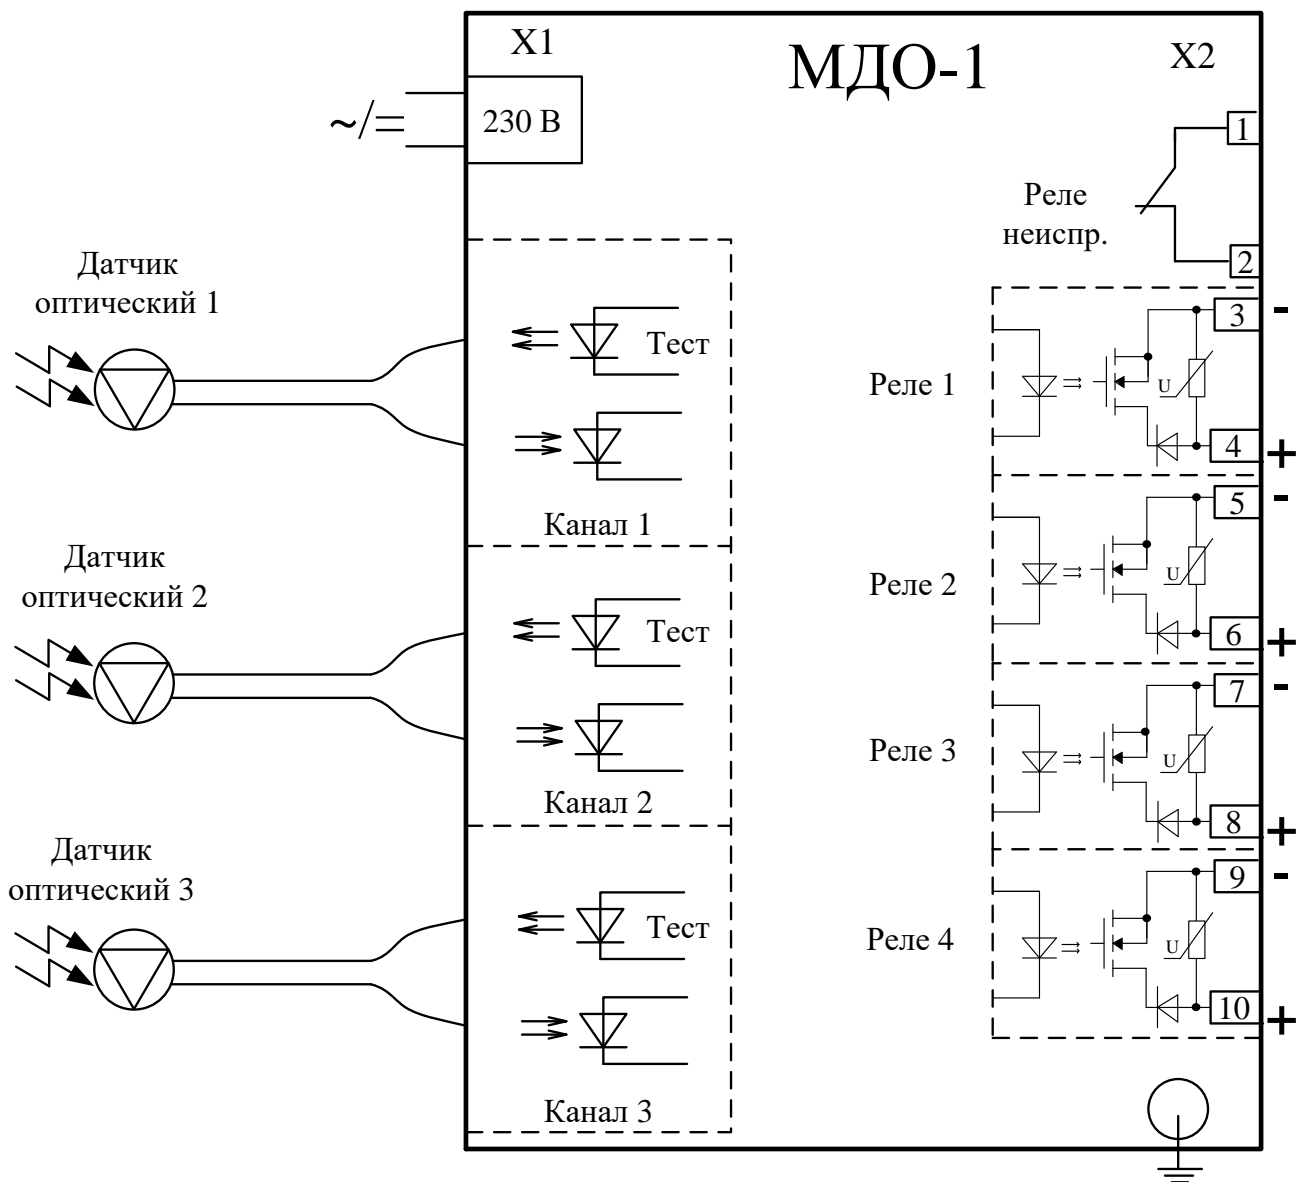 X1
МДО-1
X2
~/=
230 В
1
Реле
неиспр.
2
Датчик
оптический 1
Тест
Канал 1
Реле 1
3
-
U
4
+
Датчик
оптический 2
Тест
Канал 2
Реле 2
5
-
U
6
+
Реле 3
7
-
U
8
+
Датчик
оптический 3
Тест
Канал 3
Реле 4
9
-
U
10
+